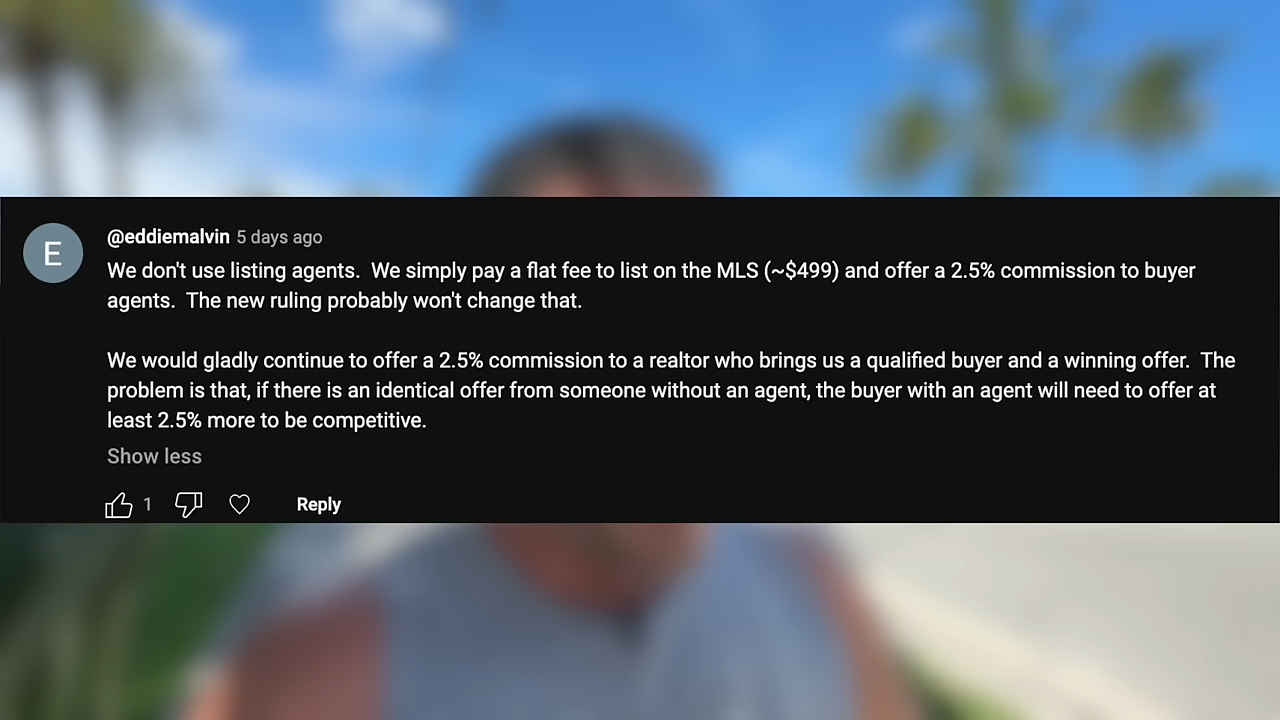 E
@eddiemalvin 5 days ago
We don't use listing agents.  We simply pay a flat fee to list on the MLS (~$499) and offer a 2.5% commission to buyer
agents.  The new ruling probably won't change that.
We would gladly continue to offer a 2.5% commission to a realtor who brings us a qualified buyer and a winning offer.  The
problem is that, if there is an identical offer from someone without an agent, the buyer with an agent will need to offer at
least 2.5% more to be competitive.
Show less
1 Reply